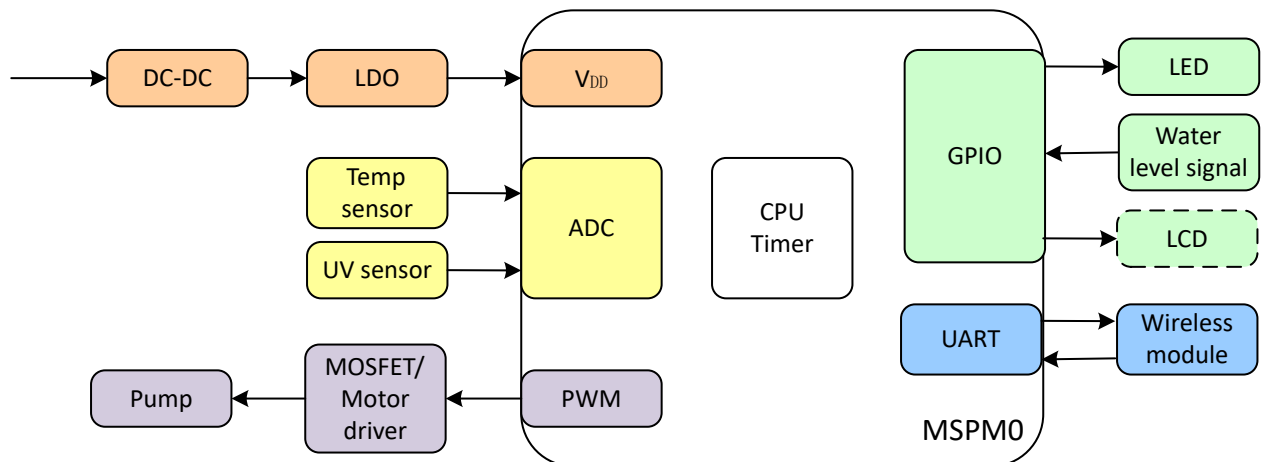 DC-DC
LDO
VDD
LED
Temp
sensor
ADC
CPU
Timer
GPIO
Water
level signal
UV sensor
LCD
UART
Wireless
module
Pump
MOSFET/
Motor
driver
PWM
MSPM0